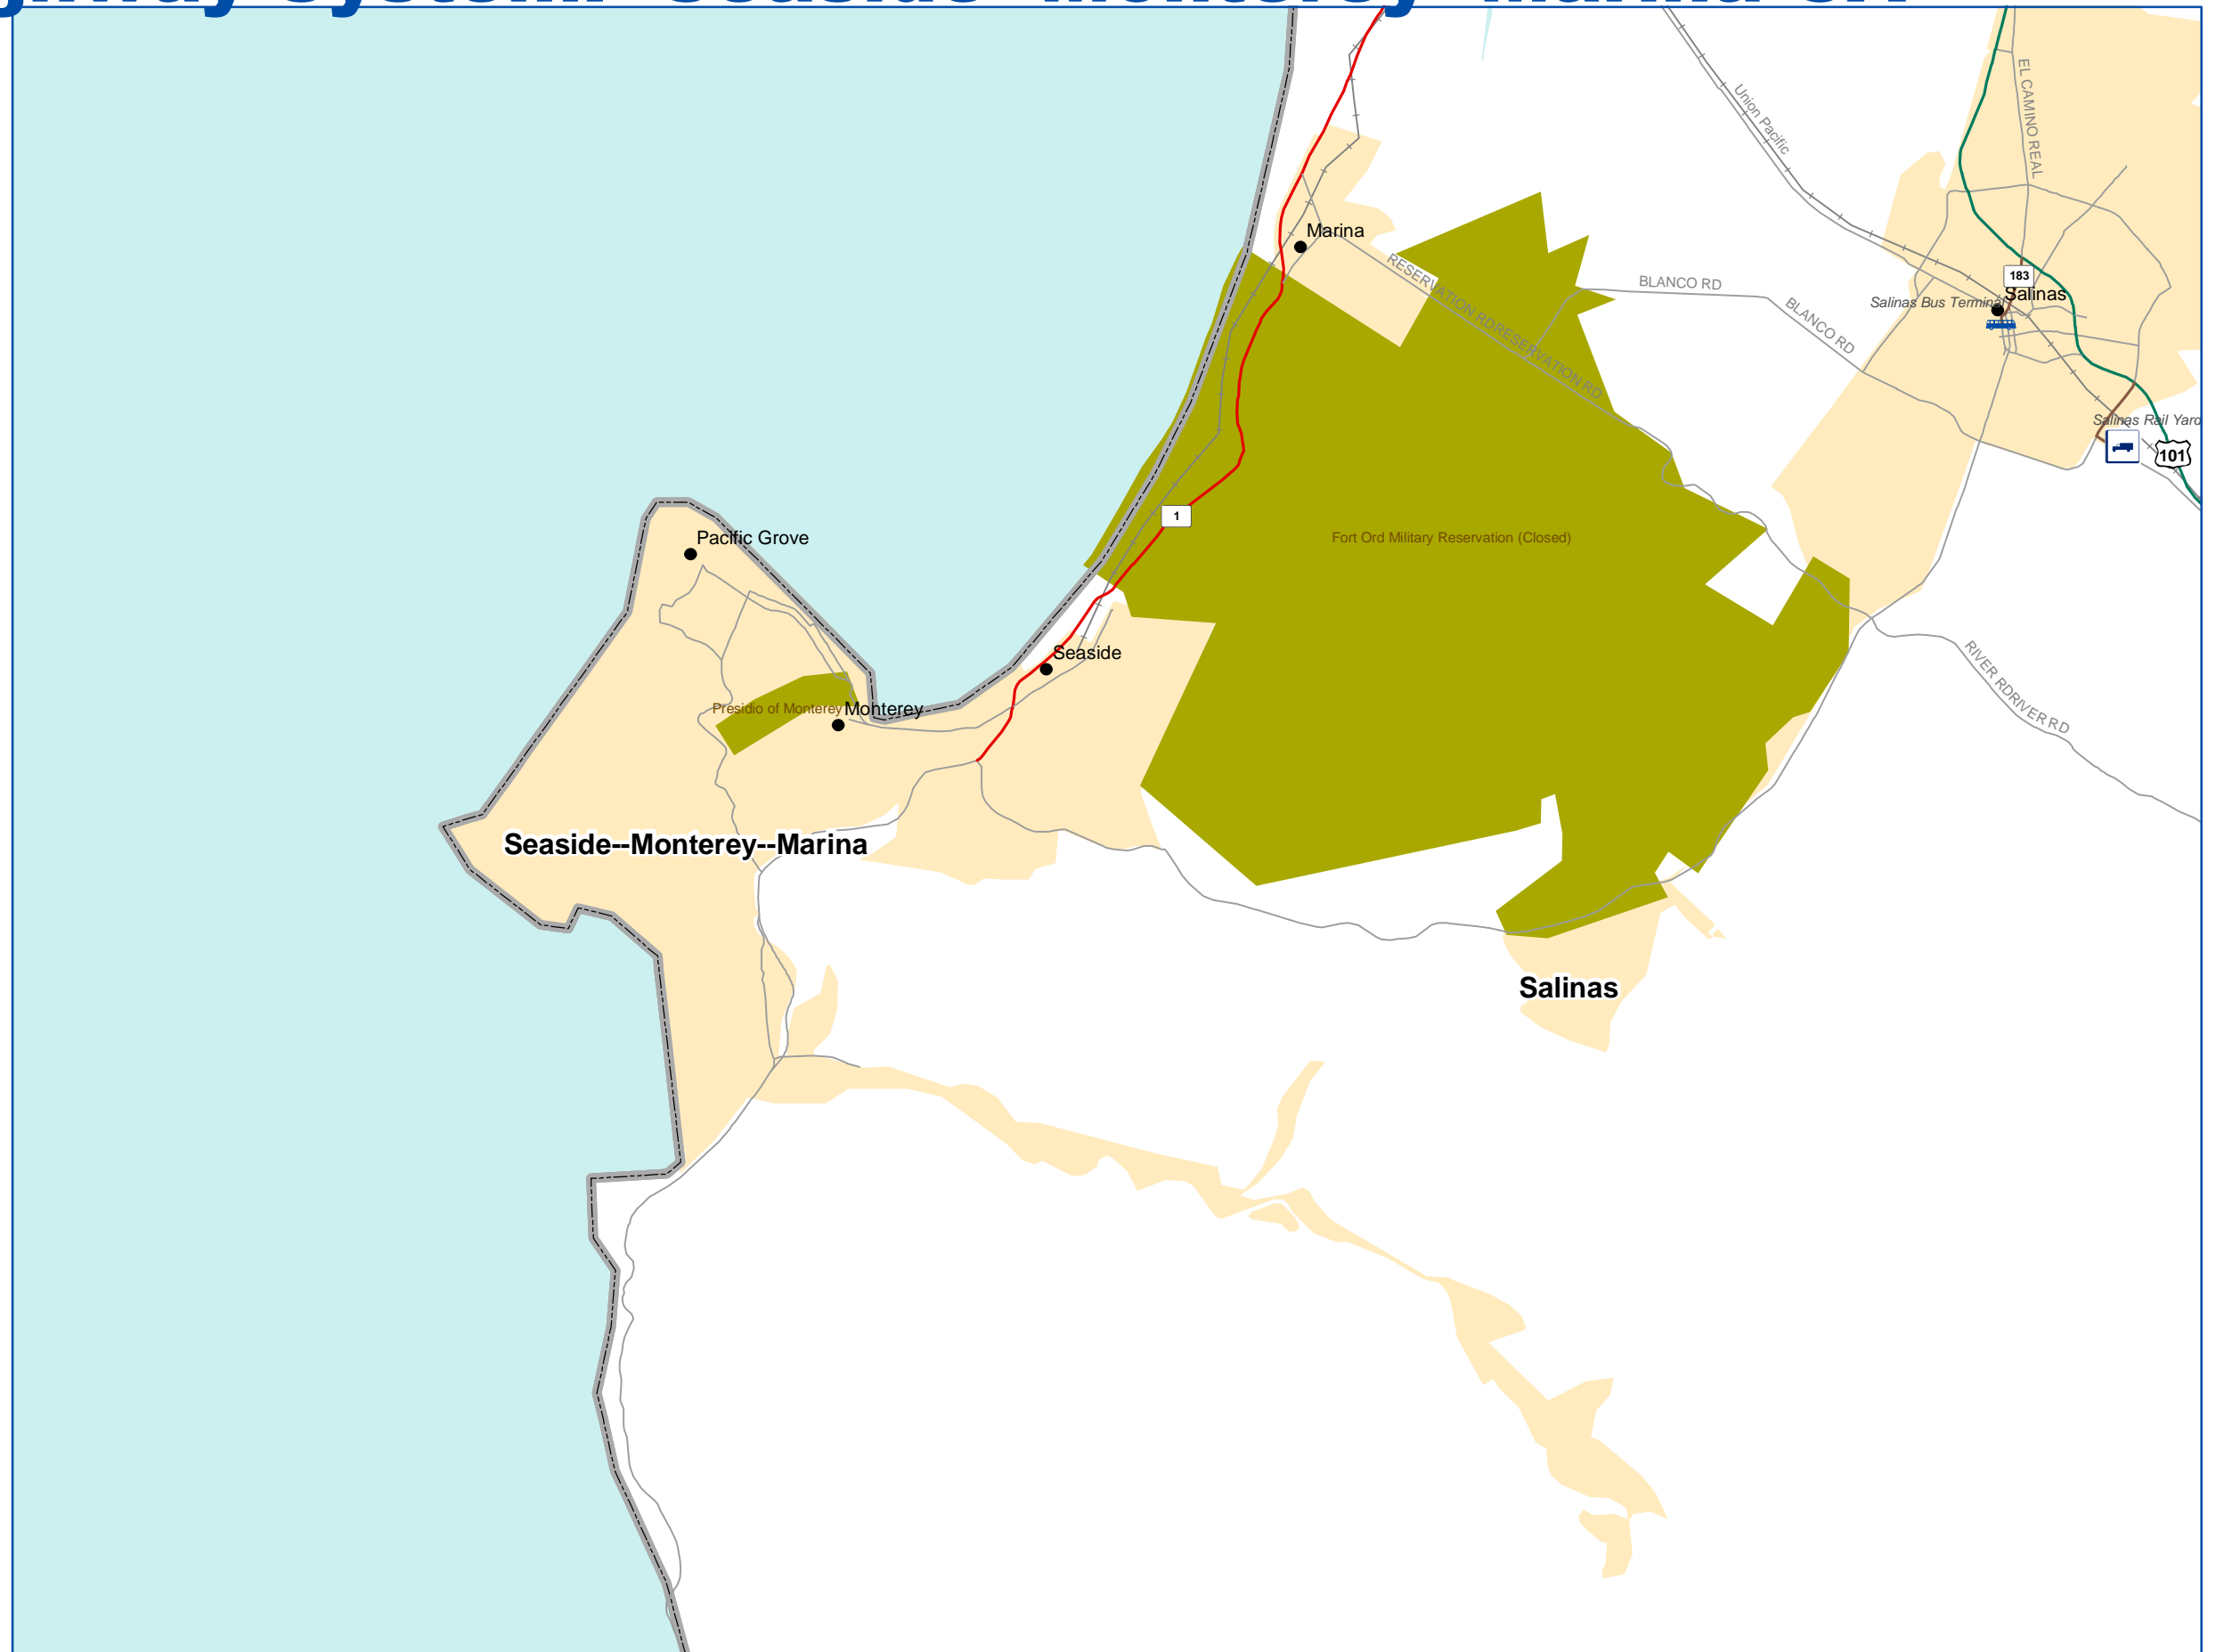 EL CAMINO REAL
Union Pacific
Marina
RESERVATION RD
RESERVATION RD
BLANCO RD
BLANCO RD
183
Salinas
Salinas Bus Terminal
Salinas Rail Yard
101
1
Pacific Grove
Fort Ord Military Reservation (Closed)
Seaside
Presidio of Monterey
Monterey
RIVER RD
RIVER RD
Seaside--Monterey--Marina
Salinas